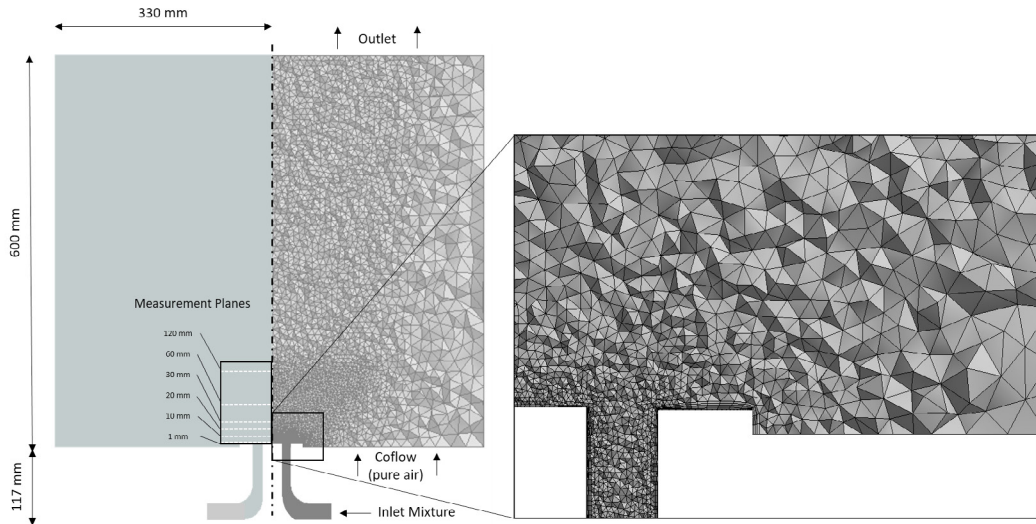 330 mm
Outlet
600 mm
Measurement Planes
120 mm
60 mm
30 mm
20 mm
10 mm
1 mm
Coflow
(pure air)
117 mm
Inlet Mixture